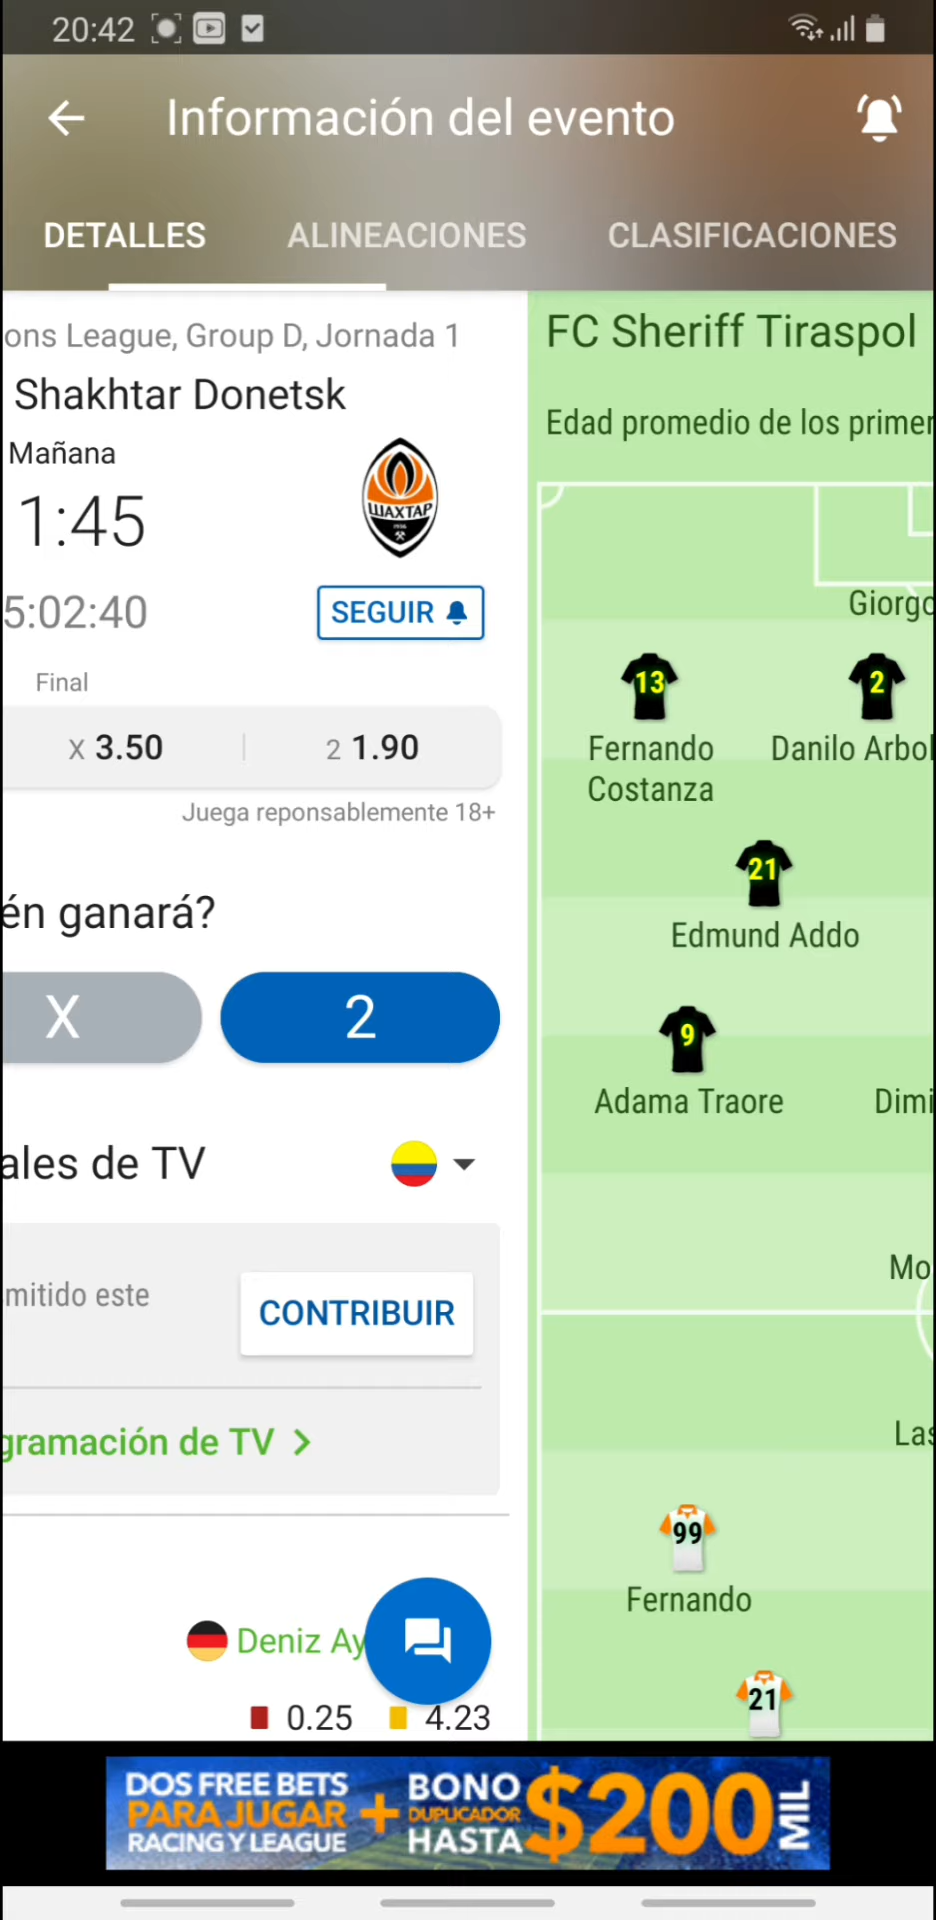 20:42
Información del evento
DETALLES
ALINEACIONES
CLASIFICACIONES
ons League, Group D, Jornada 1
Shakhtar Donetsk
Mañana
1:45
ШАХТАР
1936
5:02:40
SEGUIR
Final
X 3.50
2 1.90
Juega reponsablemente 18+
én ganará?
X
2
ales de TV
mitido este
CONTRIBUIR
gramación de TV
Deniz Ay
0.25
4.23
FC Sheriff Tiraspol
Edad promedio de los primer
Giorgo
13
2
Fernando
Costanza
Danilo Arbol
21
Edmund Addo
9
Adama Traore
Dimi
Mo
Las
99
Fernando
21
DOS FREE BETS
PARA JUGAR
RACING Y LEAGUE
+
BONO
DUPLICADOR
HASTA
$200
MIL